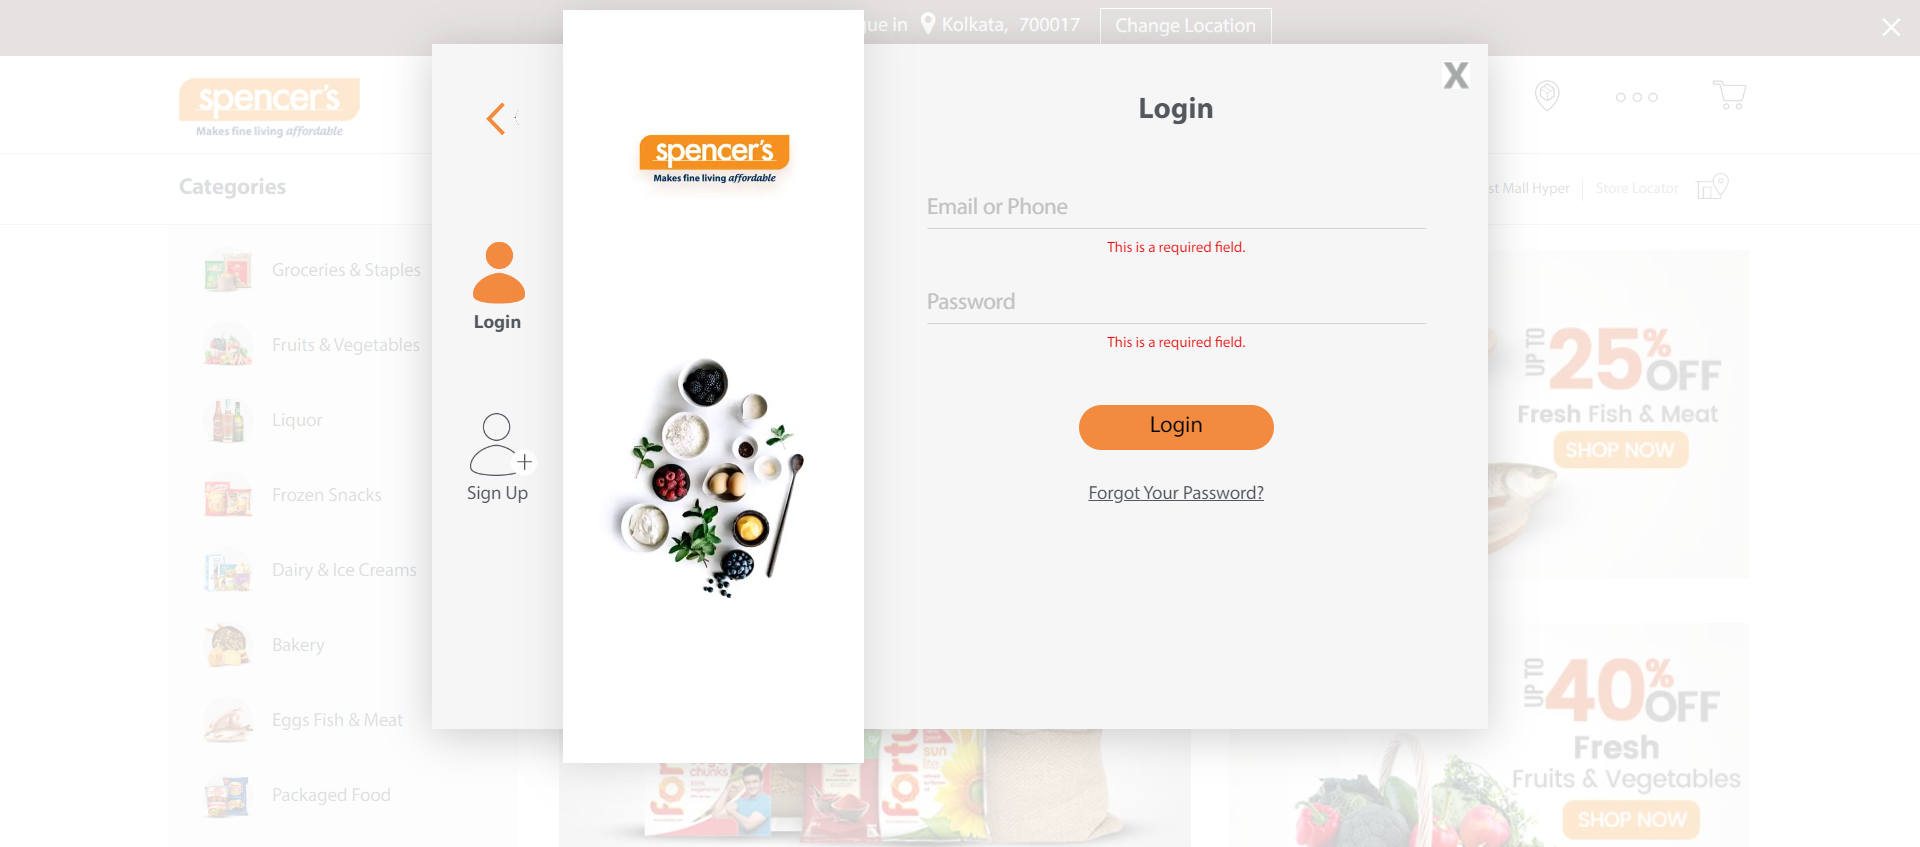 in
Kolkata, 700017
Change Location
X
spencer's
Makes fine living affordable
Categories
Mall Hyper
Store Locator
Groceries & Staples
Fruits & Vegetables
Liquor
Frozen Snacks
Dairy & Ice Creams
Bakery
Eggs Fish & Meat
Packaged Food
Login
Sign Up
spencer's
Makes fine living affordable
Login
Email or Phone
This is a required field.
Password
This is a required field.
Login
Forgot Your Password?
UP TO 25% OFF
Fresh Fish & Meat
SHOP NOW
UP TO 40% OFF
Fresh
Fruits & Vegetables
SHOP NOW
chunks
sun